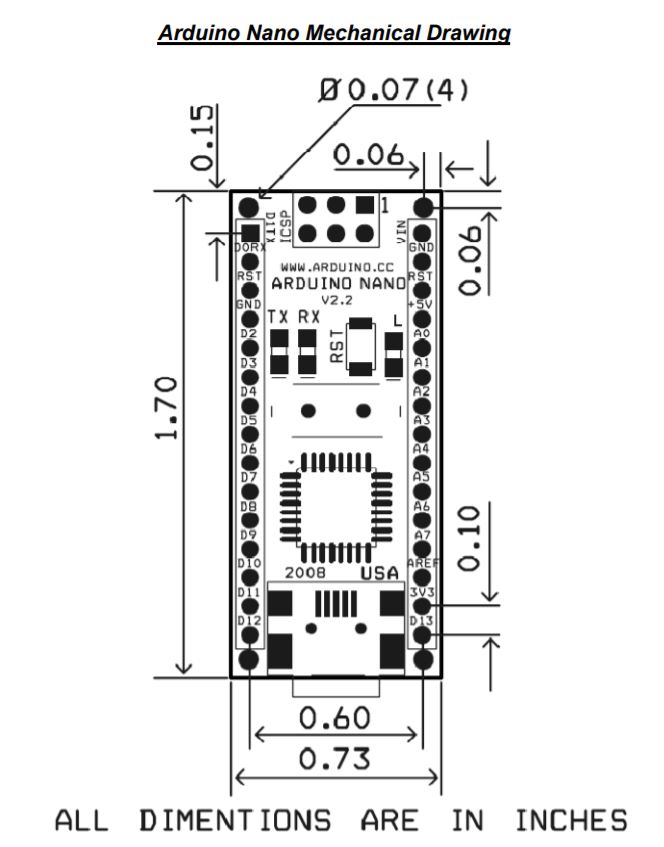 Arduino Nano Mechanical Drawing
Ø0.07(4)
0.15
0.06
0.06
1
D1TX
ICSP
VIN
DORX
GND
WWW.ARDUINO.CC
RST
ARDUINO NANO
RST
V2.2
GND
+5V
TX RX
L
D2
A0
RST
D3
A1
D4
A2
1.70
D5
A3
D6
A4
D7
A5
D8
A6
D9
A7
0.10
D10
AREF
2008
USA
D11
3V3
D12
D13
0.60
0.73
ALL DIMENTIONS ARE IN INCHES